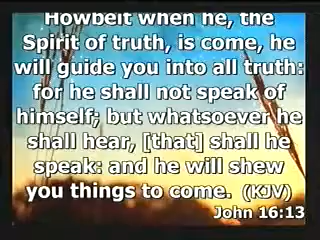 Howbeit when he, the
Spirit of truth, is come, he
will guide you into all truth:
for he shall not speak of
himself; but whatsoever he
shall hear, [that] shall he
speak: and he will shew
you things to come. (KJV)
John 16:13